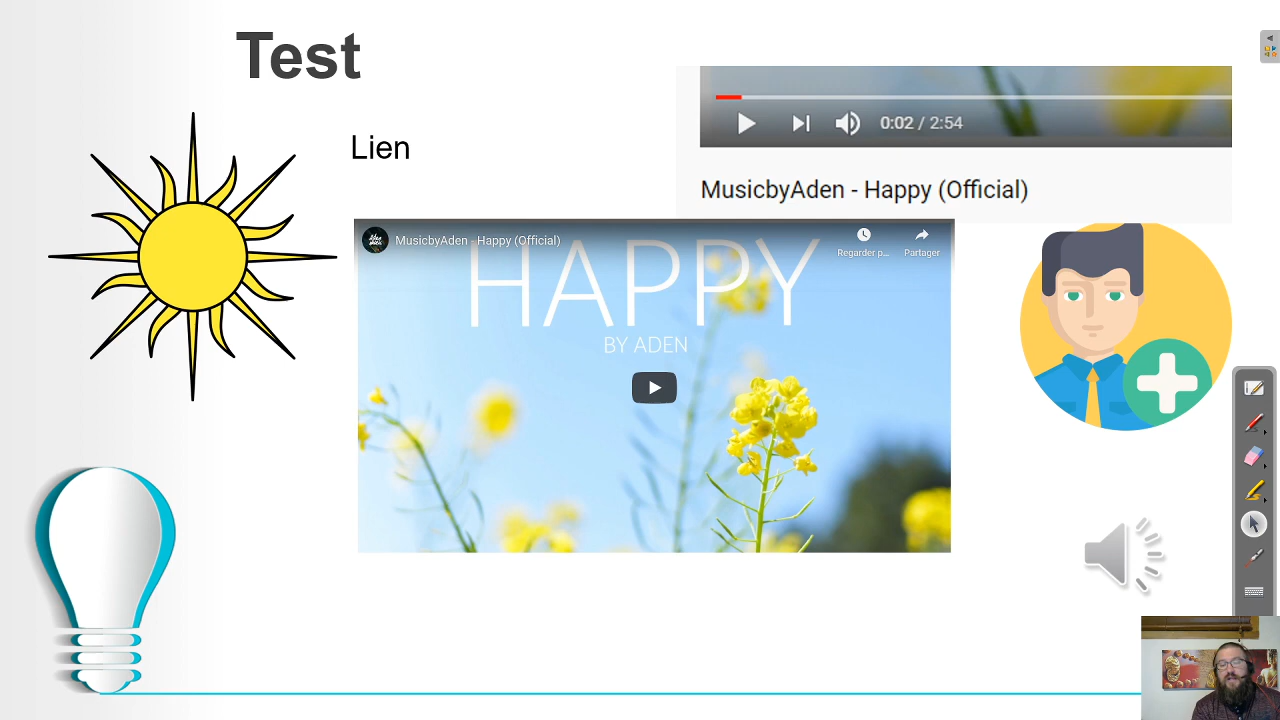 Test
Lien
0:02 / 2:54
MusicbyAden - Happy (Official)
MusicbyAden - Happy (Official)
Regarder p...
Partager
HAPPY
BY ADEN